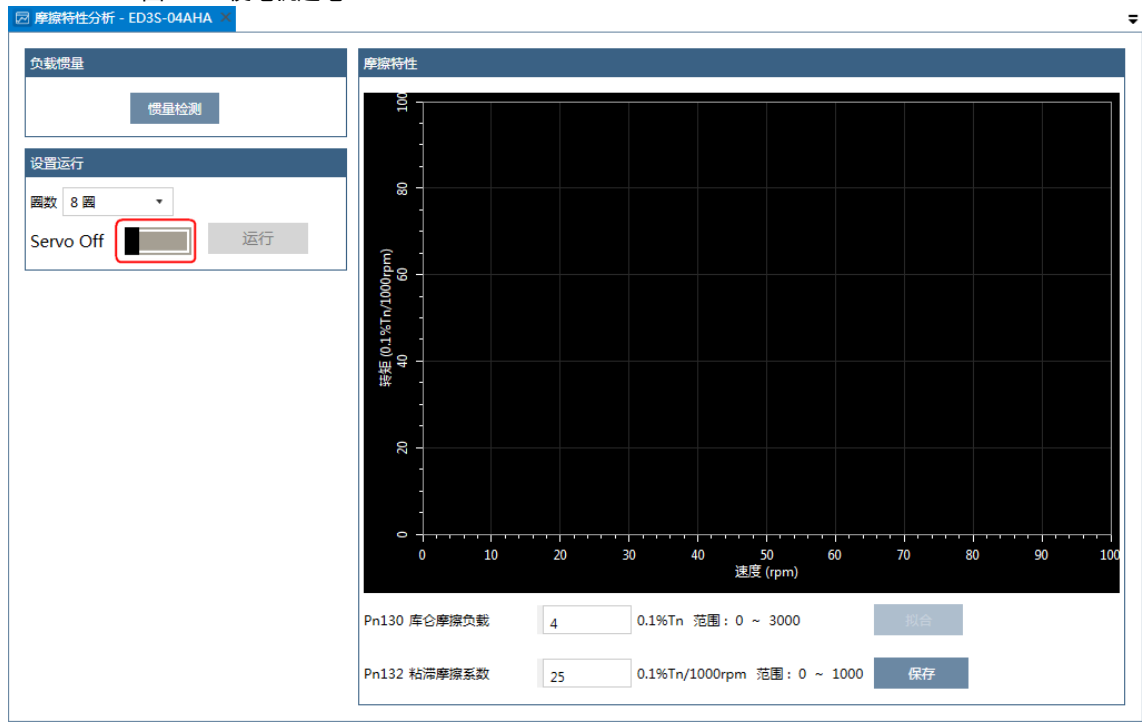 摩擦特性分析 - ED3S-04AHA ×
负载惯量
惯量检测
设置运行
圈数 8 圈
Servo Off 运行
摩擦特性
转矩 (0.1%Tn/1000rpm)
100
80
60
40
20
0
0 10 20 30 40 50 60 70 80 90 100
速度 (rpm)
Pn130 库仑摩擦负载 4 0.1%Tn 范围: 0 ~ 3000 拟合
Pn132 粘滞摩擦系数 25 0.1%Tn/1000rpm 范围: 0 ~ 1000 保存